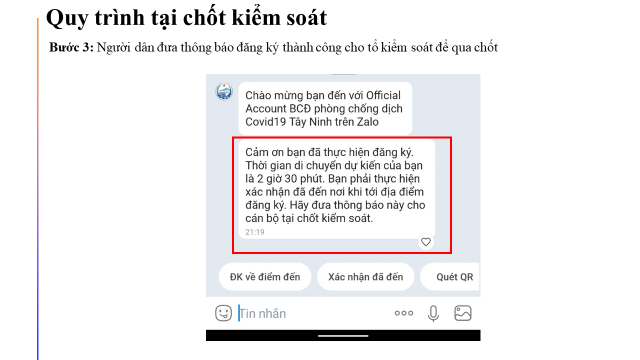 Quy trình tại chốt kiểm soát
Bước 3: Người dân đưa thông báo đăng ký thành công cho tổ kiểm soát để qua chốt
Chào mừng bạn đến với Official
Account BCĐ phòng chống dịch
Covid19 Tây Ninh trên Zalo
Cảm ơn bạn đã thực hiện đăng ký.
Thời gian di chuyển dự kiến của bạn
là 2 giờ 30 phút. Bạn phải thực hiện
xác nhận đã đến nơi khi tới địa điểm
đăng ký. Hãy đưa thông báo này cho
cán bộ tại chốt kiểm soát.
21:19
ĐK về điểm đến
Xác nhận đã đến
Quét QR
Tin nhắn